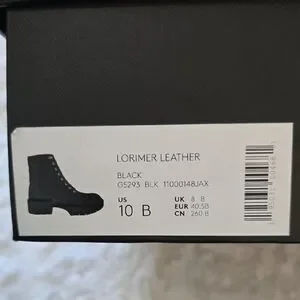 LORIMER LEATHER
BLACK
G5293 BLK 11000148JAX
US
10 B
UK 8 B
EUR 40.5B
CN 260 B